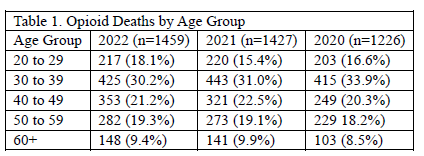 Table 1. Opioid Deaths by Age Group
Age Group 2022 (n=1459) 2021 (n=1427) 2020 (n=1226)
20 to 29 217 (18.1%) 220 (15.4%) 203 (16.6%)
30 to 39 425 (30.2%) 443 (31.0%) 415 (33.9%)
40 to 49 353 (21.2%) 321 (22.5%) 249 (20.3%)
50 to 59 282 (19.3%) 273 (19.1%) 229 18.2%)
60+ 148 (9.4%) 141 (9.9%) 103 (8.5%)